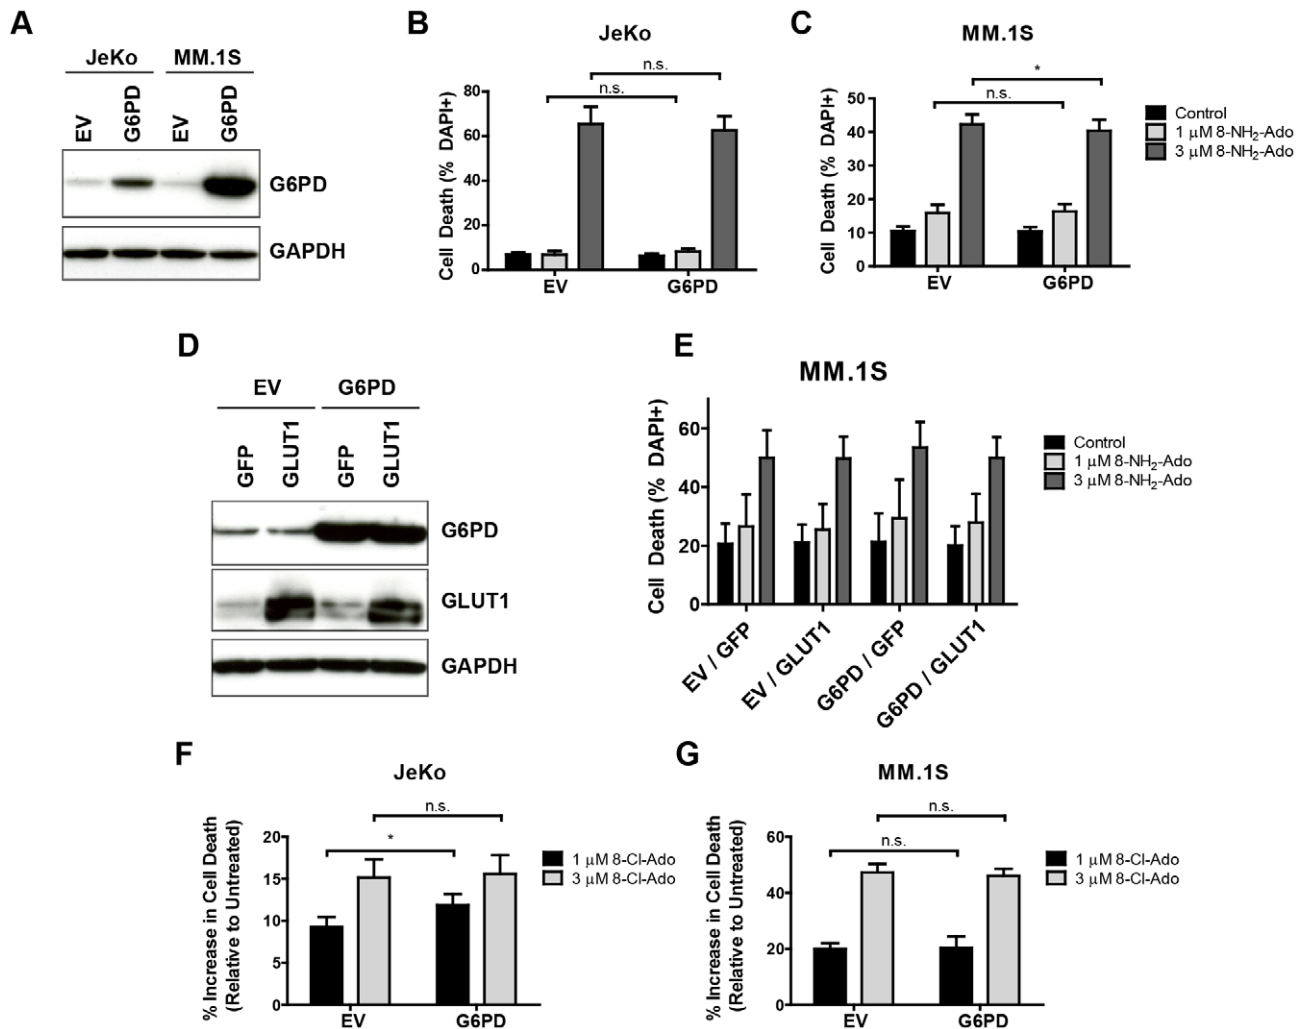 A
JeKo
MM.1S
EV
G6PD
EV
G6PD
G6PD
GAPDH
B
JeKo
n.s.
n.s.
Cell Death (% DAPI+)
80
60
40
20
0
EV
G6PD
C
MM.1S
*
n.s.
Cell Death (% DAPI+)
50
40
30
20
10
0
EV
G6PD
Control
1 μM 8-NH₂-Ado
3 μM 8-NH₂-Ado
D
EV
G6PD
GFP
GLUT1
GFP
GLUT1
G6PD
GLUT1
GAPDH
E
MM.1S
Cell Death (% DAPI+)
60
40
20
0
EV / GFP
EV / GLUT1
G6PD / GFP
G6PD / GLUT1
Control
1 μM 8-NH₂-Ado
3 μM 8-NH₂-Ado
F
JeKo
n.s.
*
% Increase in Cell Death
(Relative to Untreated)
20
15
10
5
0
EV
G6PD
1 μM 8-Cl-Ado
3 μM 8-Cl-Ado
G
MM.1S
n.s.
n.s.
% Increase in Cell Death
(Relative to Untreated)
60
40
20
0
EV
G6PD
1 μM 8-Cl-Ado
3 μM 8-Cl-Ado